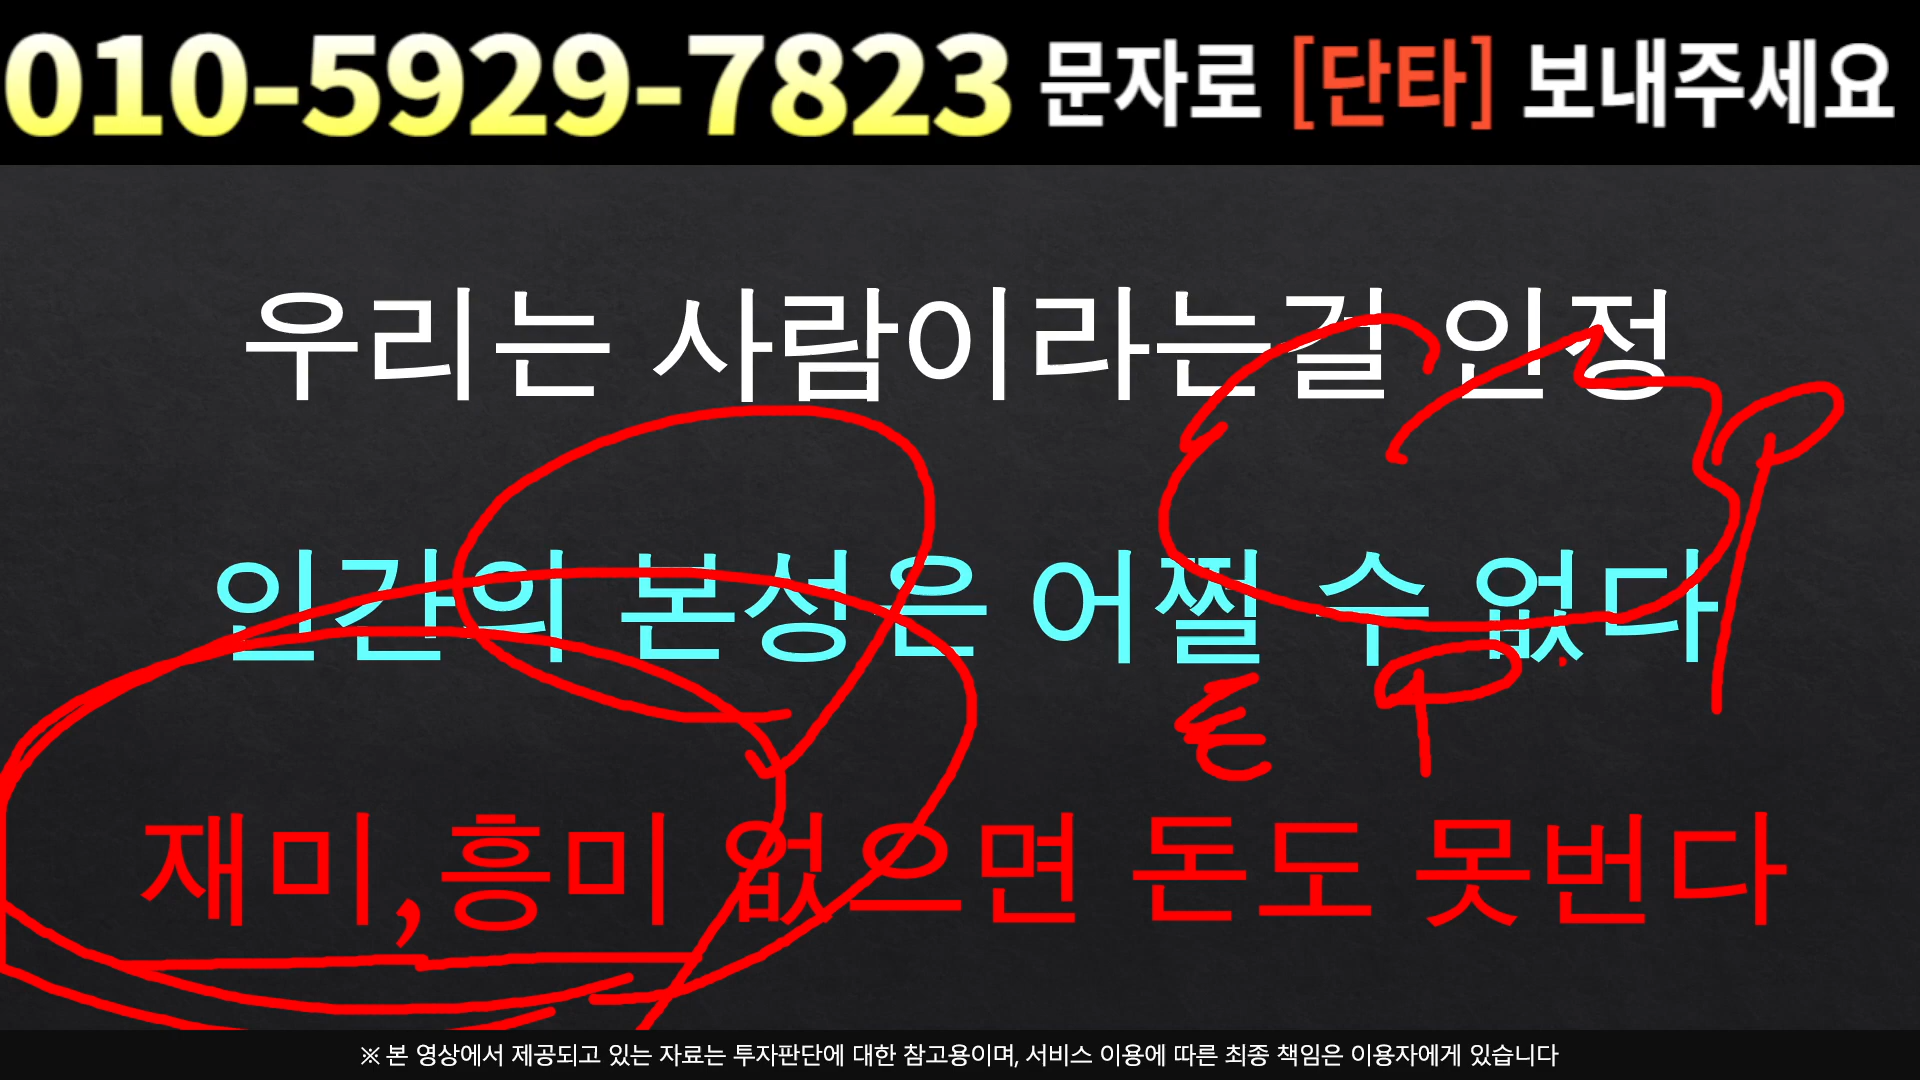 010-5929-7823 문자로 [단타] 보내주세요
우리는 사람이라는걸 인정
인간의 본성은 어쩔 수 없다
재미,흥미 없으면 돈도 못번다
※ 본 영상에서 제공되고 있는 자료는 투자판단에 대한 참고용이며, 서비스 이용에 따른 최종 책임은 이용자에게 있습니다